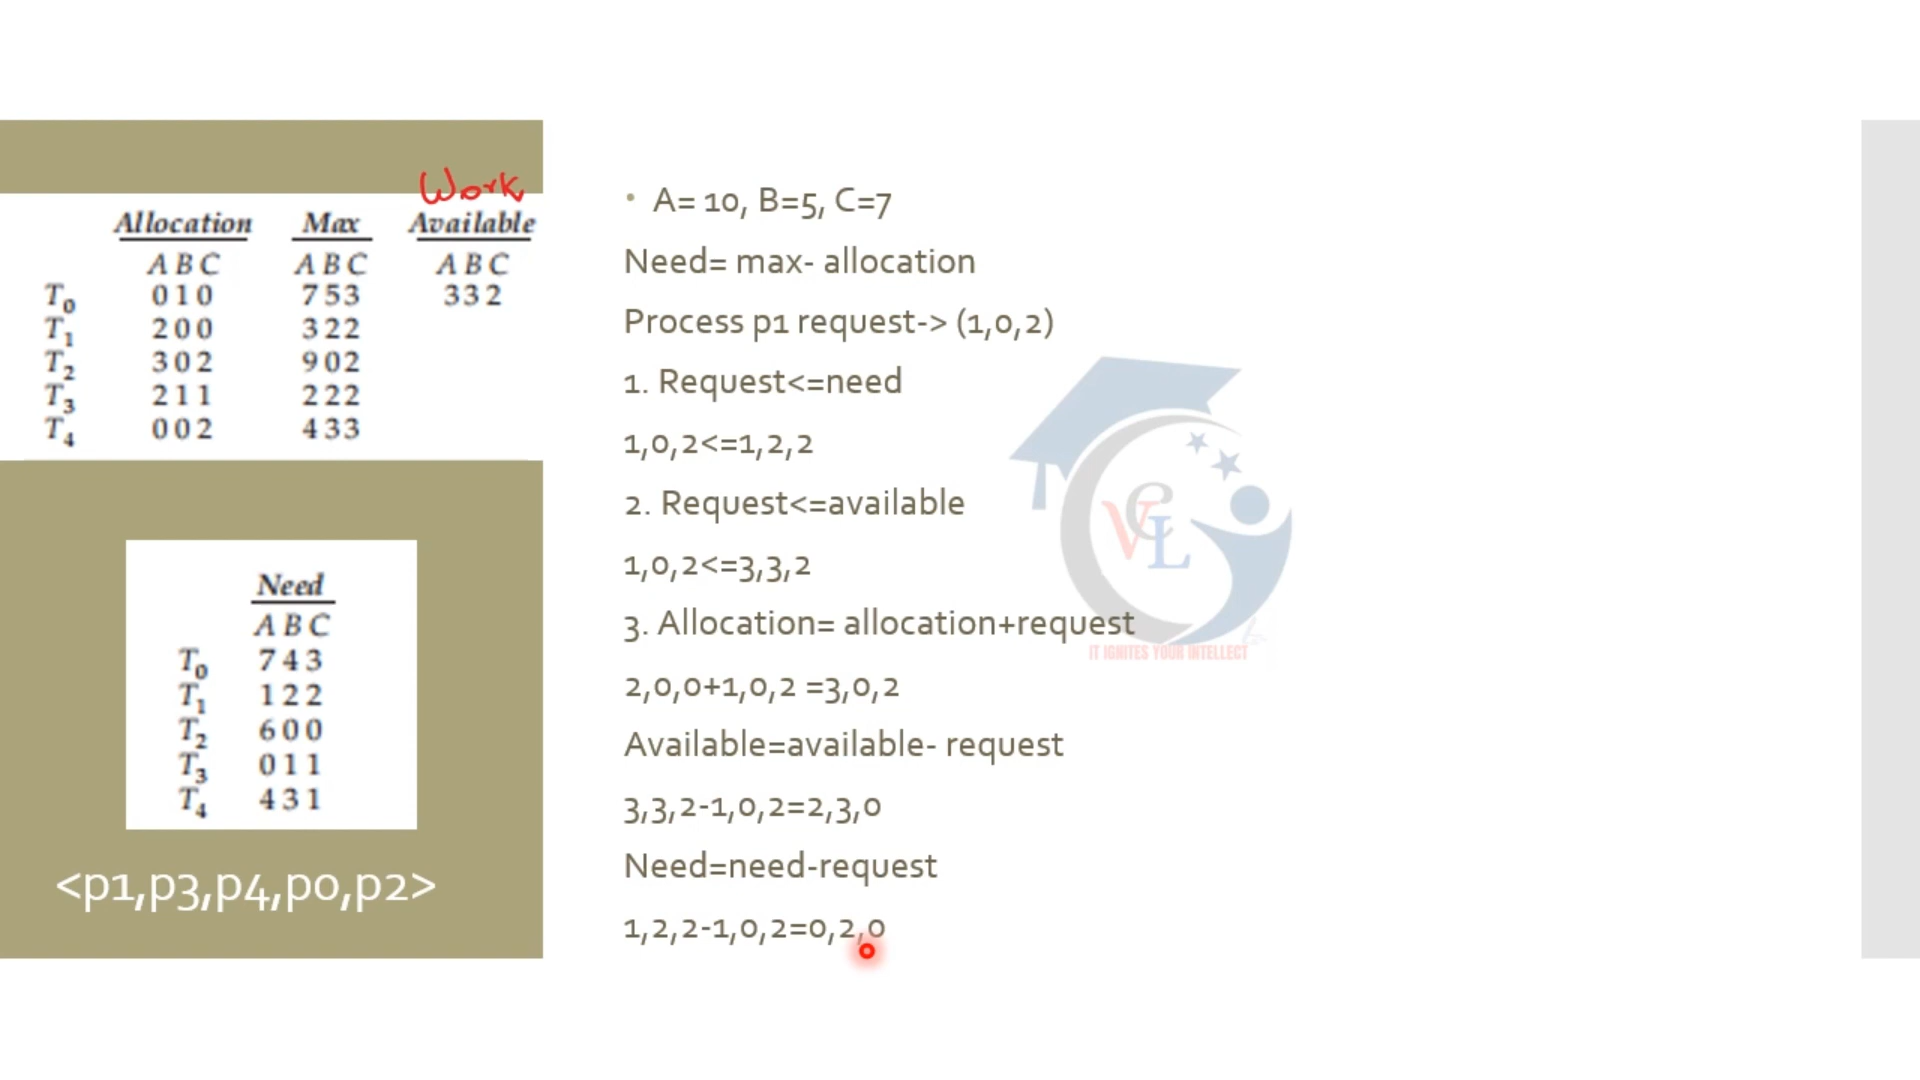 Work
Allocation Max Available
A B C A B C A B C
T0 0 1 0 7 5 3 3 3 2
T1 2 0 0 3 2 2
T2 3 0 2 9 0 2
T3 2 1 1 2 2 2
T4 0 0 2 4 3 3
Need
A B C
T0 7 4 3
T1 1 2 2
T2 6 0 0
T3 0 1 1
T4 4 3 1
<p1,p3,p4,p0,p2>
• A= 10, B=5, C=7
Need= max- allocation
Process p1 request-> (1,0,2)
1. Request<=need
1,0,2<=1,2,2
2. Request<=available
1,0,2<=3,3,2
3. Allocation= allocation+request
2,0,0+1,0,2 =3,0,2
Available=available- request
3,3,2-1,0,2=2,3,0
Need=need-request
1,2,2-1,0,2=0,2,0
VCL
IT IGNITES YOUR INTELLECT